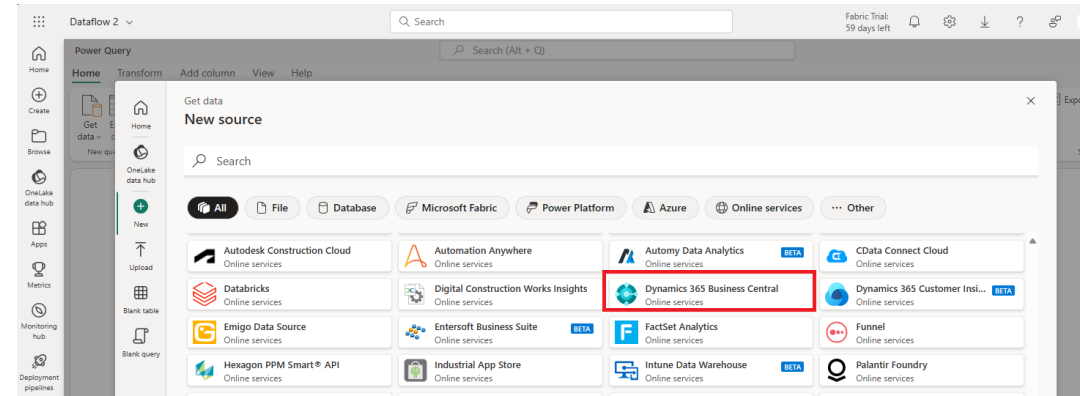 Dataflow 2
Search
Fabric Trial:
59 days left
Power Query
Search (Alt + Q)
Home
Transform
Add column
View
Help
Home
Create
Browse
OneLake
data hub
Apps
Metrics
Monitoring
hub
Deployment
pipelines
Get
data
New
Home
OneLake
data hub
New
Upload
Blank table
Blank query
Get data
New source
Search
All
File
Database
Microsoft Fabric
Power Platform
Azure
Online services
Other
Autodesk Construction Cloud
Online services
Automation Anywhere
Online services
Automy Data Analytics
BETA
Online services
CData Connect Cloud
Online services
Databricks
Online services
Digital Construction Works Insights
Online services
Dynamics 365 Business Central
Online services
Dynamics 365 Customer Insi...
BETA
Online services
Emigo Data Source
Online services
Entersoft Business Suite
BETA
Online services
FactSet Analytics
Online services
Funnel
Online services
Hexagon PPM Smart® API
Online services
Industrial App Store
Online services
Intune Data Warehouse
BETA
Online services
Palantir Foundry
Online services